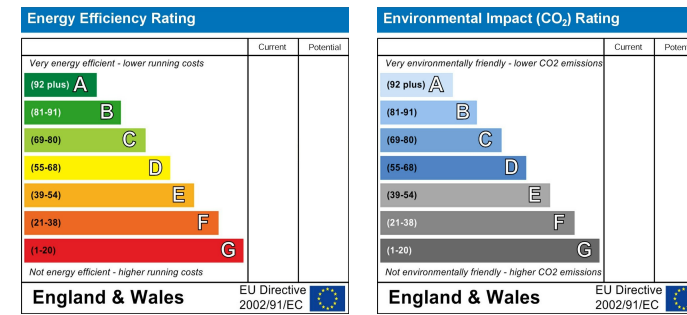 Energy Efficiency Rating
Current Potential
Very energy efficient - lower running costs
(92 plus) A
(81-91) B
(69-80) C
(55-68) D
(39-54) E
(21-38) F
(1-20) G
Not energy efficient - higher running costs
England & Wales
EU Directive
2002/91/EC
Environmental Impact (CO₂) Rating
Current Poten
Very environmentally friendly - lower CO2 emissions
(92 plus) A
(81-91) B
(69-80) C
(55-68) D
(39-54) E
(21-38) F
(1-20) G
Not environmentally friendly - higher CO2 emissions
England & Wales
EU Directive
2002/91/EC